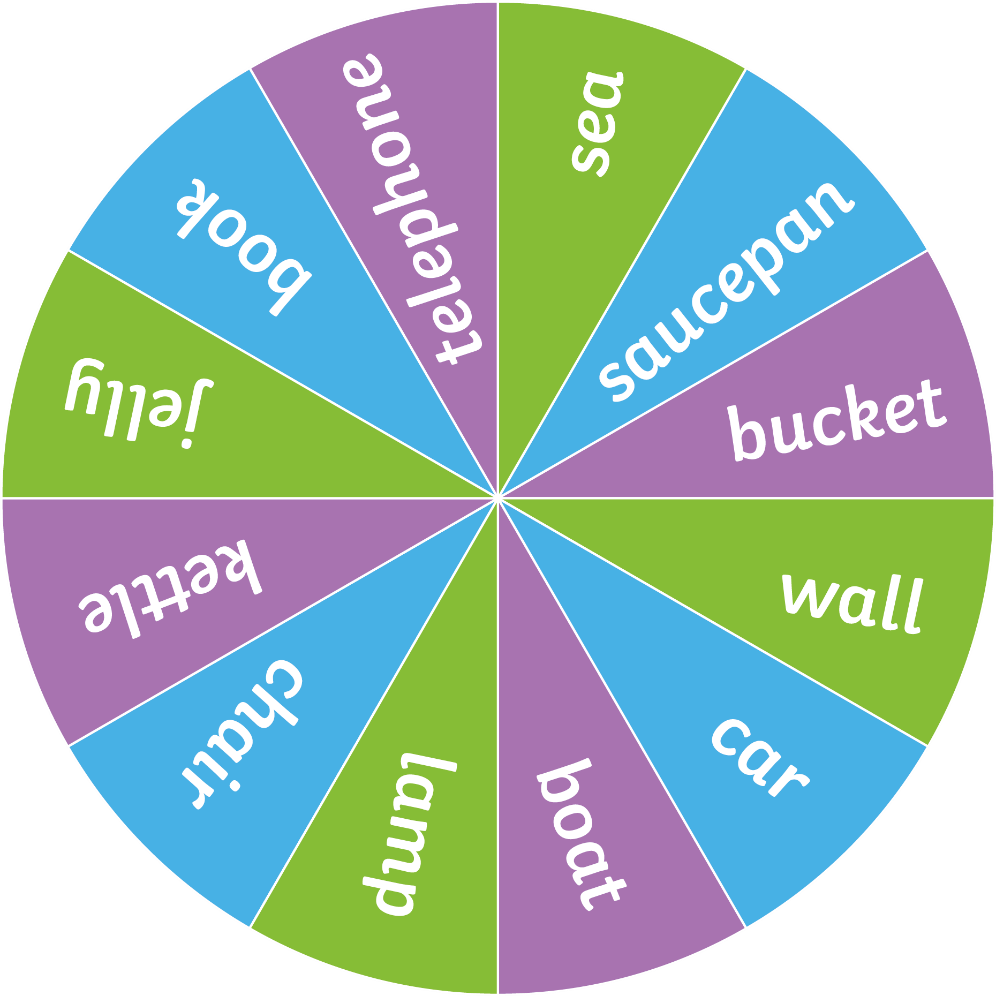 sea
saucepan
bucket
wall
car
boat
lamp
chair
kettle
jelly
book
telephone